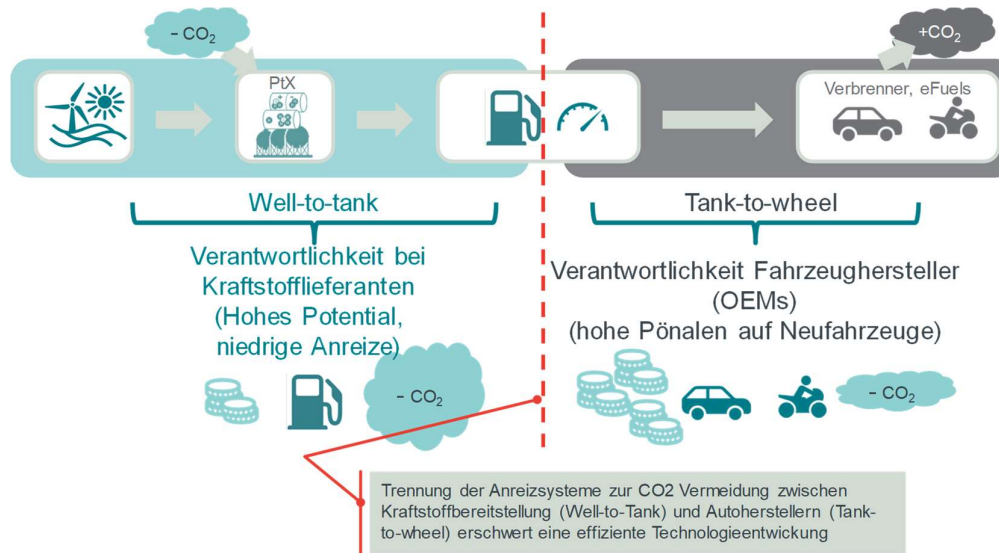 - CO2
+CO2
PtX
Verbrenner, eFuels
Well-to-tank
Verantwortlichkeit bei
Kraftstofflieferanten
(Hohes Potential,
niedrige Anreize)
- CO2
Tank-to-wheel
Verantwortlichkeit Fahrzeughersteller
(OEMs)
(hohe Pönalen auf Neufahrzeuge)
- CO2
Trennung der Anreizsysteme zur CO2 Vermeidung zwischen
Kraftstoffbereitstellung (Well-to-Tank) und Autoherstellern (Tank-
to-wheel) erschwert eine effiziente Technologieentwickung